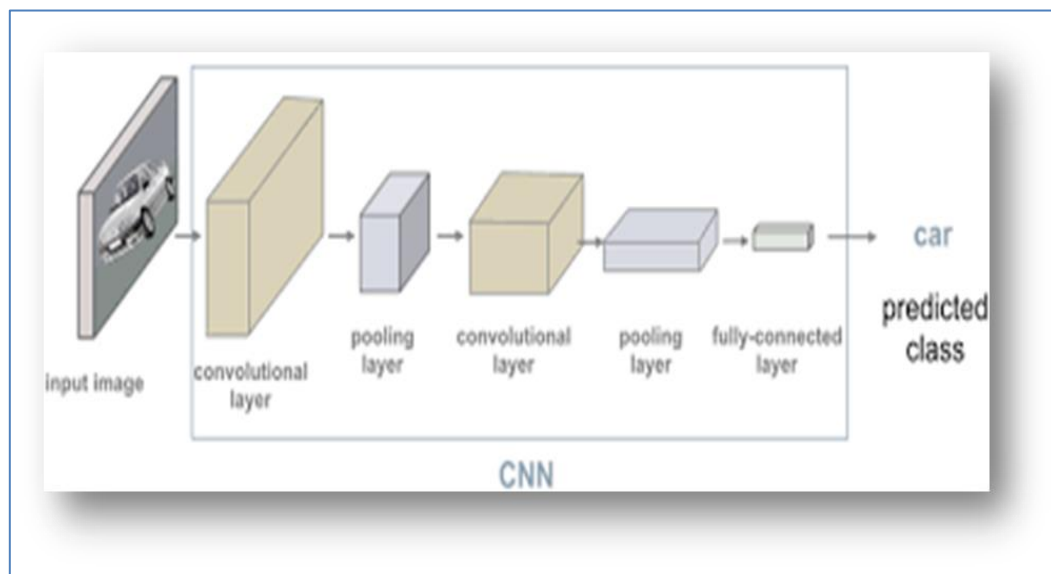 input image
convolutional
layer
pooling
layer
convolutional
layer
pooling
layer
fully-connected
layer
car
predicted
class
CNN